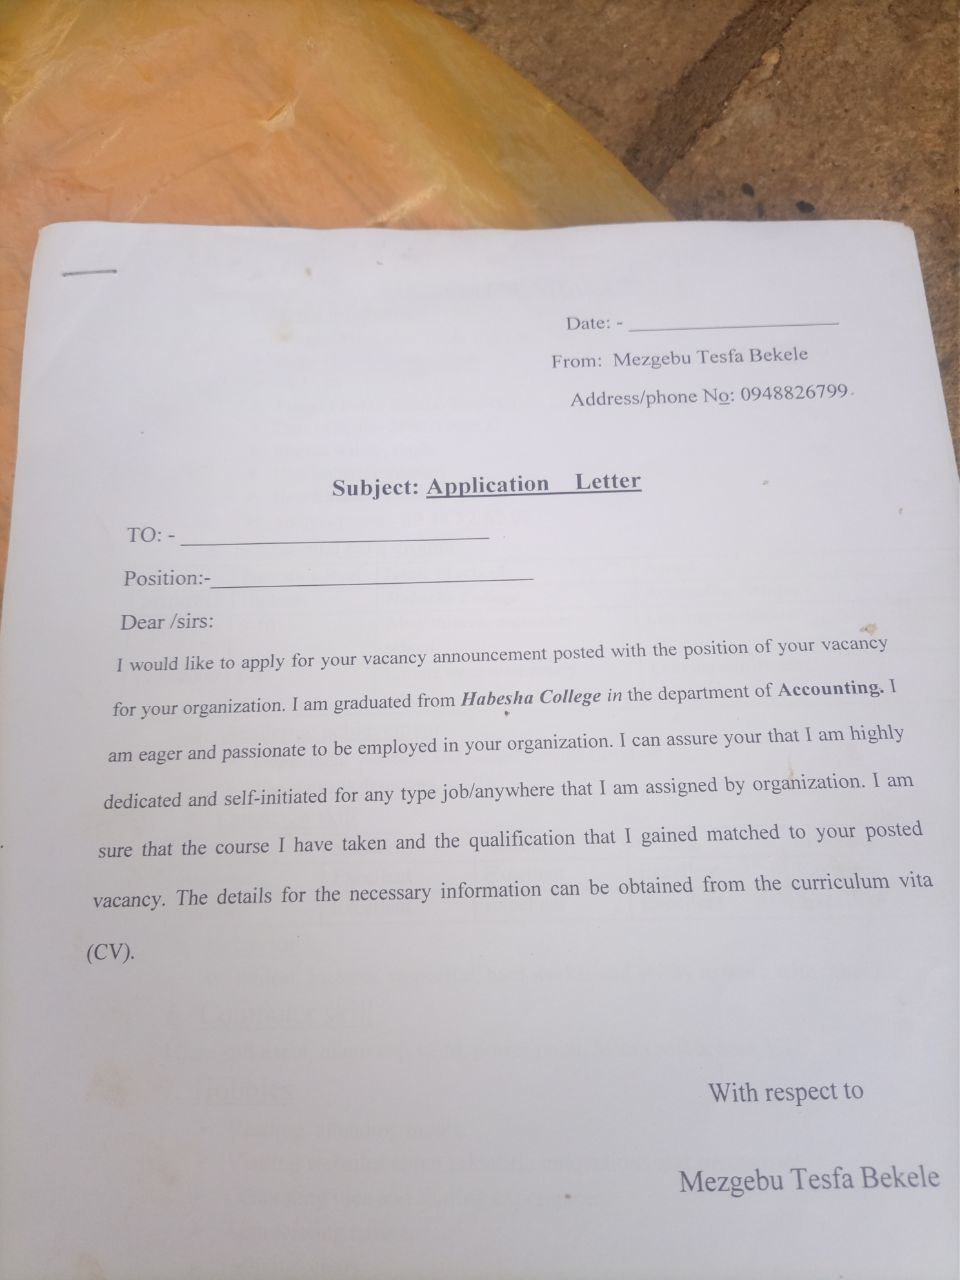 Date: - ____________________
From: Mezgebu Tesfa Bekele
Address/phone No: 0948826799.
Subject: Application Letter
TO: - ______________________________
Position:-________________________________
Dear /sirs:
I would like to apply for your vacancy announcement posted with the position of your vacancy
for your organization. I am graduated from Habesha College in the department of Accounting. I
am eager and passionate to be employed in your organization. I can assure your that I am highly
dedicated and self-initiated for any type job/anywhere that I am assigned by organization. I am
sure that the course I have taken and the qualification that I gained matched to your posted
vacancy. The details for the necessary information can be obtained from the curriculum vita
(CV).
With respect to
Mezgebu Tesfa Bekele